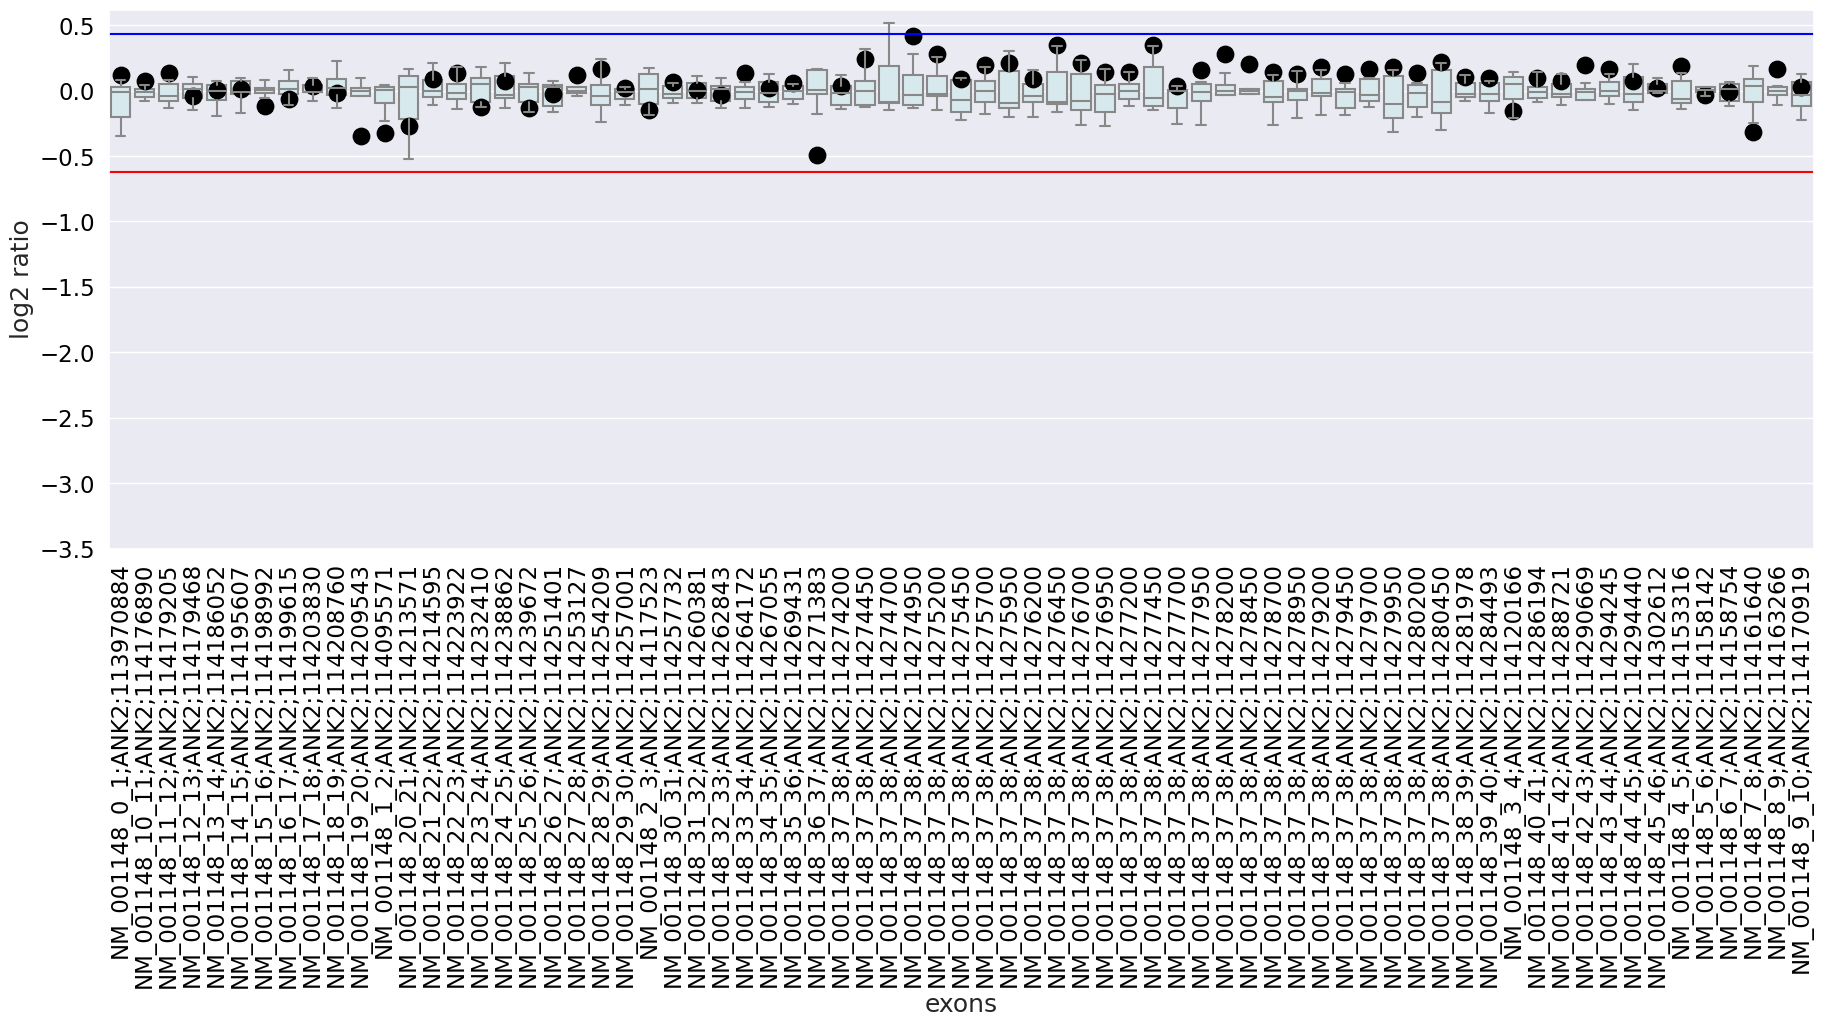 0.5
0.0
−0.5
−1.0
−1.5
−2.0
−2.5
−3.0
−3.5
log2 ratio
NM_001148_0_1;ANK2;113970884
NM_001148_10_11;ANK2;114176890
NM_001148_11_12;ANK2;114179205
NM_001148_12_13;ANK2;114179468
NM_001148_13_14;ANK2;114186052
NM_001148_14_15;ANK2;114195607
NM_001148_15_16;ANK2;114198992
NM_001148_16_17;ANK2;114199615
NM_001148_17_18;ANK2;114203830
NM_001148_18_19;ANK2;114208760
NM_001148_19_20;ANK2;114209543
NM_001148_1_2;ANK2;114095571
NM_001148_20_21;ANK2;114213571
NM_001148_21_22;ANK2;114214595
NM_001148_22_23;ANK2;114223922
NM_001148_23_24;ANK2;114232410
NM_001148_24_25;ANK2;114238862
NM_001148_25_26;ANK2;114239672
NM_001148_26_27;ANK2;114251401
NM_001148_27_28;ANK2;114253127
NM_001148_28_29;ANK2;114254209
NM_001148_29_30;ANK2;114257001
NM_001148_2_3;ANK2;114117523
NM_001148_30_31;ANK2;114257732
NM_001148_31_32;ANK2;114260381
NM_001148_32_33;ANK2;114262843
NM_001148_33_34;ANK2;114264172
NM_001148_34_35;ANK2;114267055
NM_001148_35_36;ANK2;114269431
NM_001148_36_37;ANK2;114271383
NM_001148_37_38;ANK2;114274200
NM_001148_37_38;ANK2;114274450
NM_001148_37_38;ANK2;114274700
NM_001148_37_38;ANK2;114274950
NM_001148_37_38;ANK2;114275200
NM_001148_37_38;ANK2;114275450
NM_001148_37_38;ANK2;114275700
NM_001148_37_38;ANK2;114275950
NM_001148_37_38;ANK2;114276200
NM_001148_37_38;ANK2;114276450
NM_001148_37_38;ANK2;114276700
NM_001148_37_38;ANK2;114276950
NM_001148_37_38;ANK2;114277200
NM_001148_37_38;ANK2;114277450
NM_001148_37_38;ANK2;114277700
NM_001148_37_38;ANK2;114277950
NM_001148_37_38;ANK2;114278200
NM_001148_37_38;ANK2;114278450
NM_001148_37_38;ANK2;114278700
NM_001148_37_38;ANK2;114278950
NM_001148_37_38;ANK2;114279200
NM_001148_37_38;ANK2;114279450
NM_001148_37_38;ANK2;114279700
NM_001148_37_38;ANK2;114279950
NM_001148_37_38;ANK2;114280200
NM_001148_37_38;ANK2;114280450
NM_001148_38_39;ANK2;114281978
NM_001148_39_40;ANK2;114284493
NM_001148_3_4;ANK2;114120166
NM_001148_40_41;ANK2;114286194
NM_001148_41_42;ANK2;114288721
NM_001148_42_43;ANK2;114290669
NM_001148_43_44;ANK2;114294245
NM_001148_44_45;ANK2;114294440
NM_001148_45_46;ANK2;114302612
NM_001148_4_5;ANK2;114153316
NM_001148_5_6;ANK2;114158142
NM_001148_6_7;ANK2;114158754
NM_001148_7_8;ANK2;114161640
NM_001148_8_9;ANK2;114163266
NM_001148_9_10;ANK2;114170919
exons